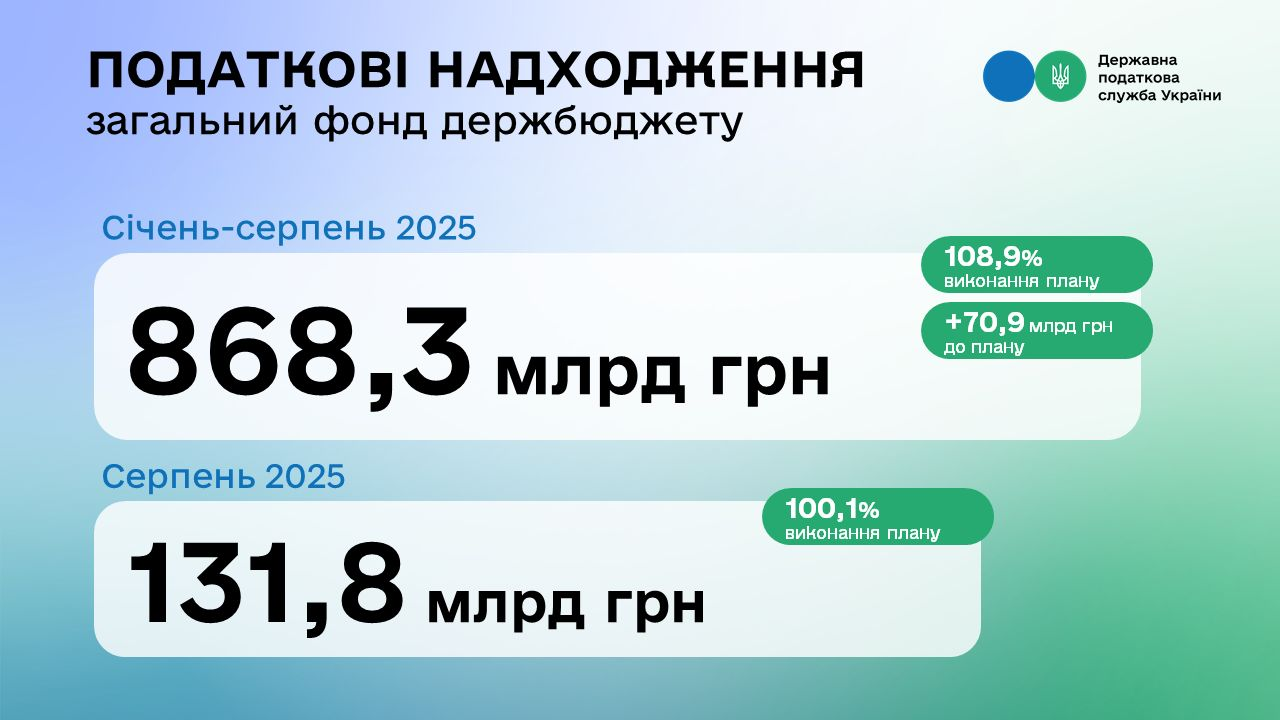 ПОДАТКОВІ НАДХОДЖЕННЯ
загальний фонд держбюджету
Державна
податкова
служба України
Січень-серпень 2025
868,3 млрд грн
108,9%
виконання плану
+70,9 млрд грн
до плану
Серпень 2025
131,8 млрд грн
100,1%
виконання плану